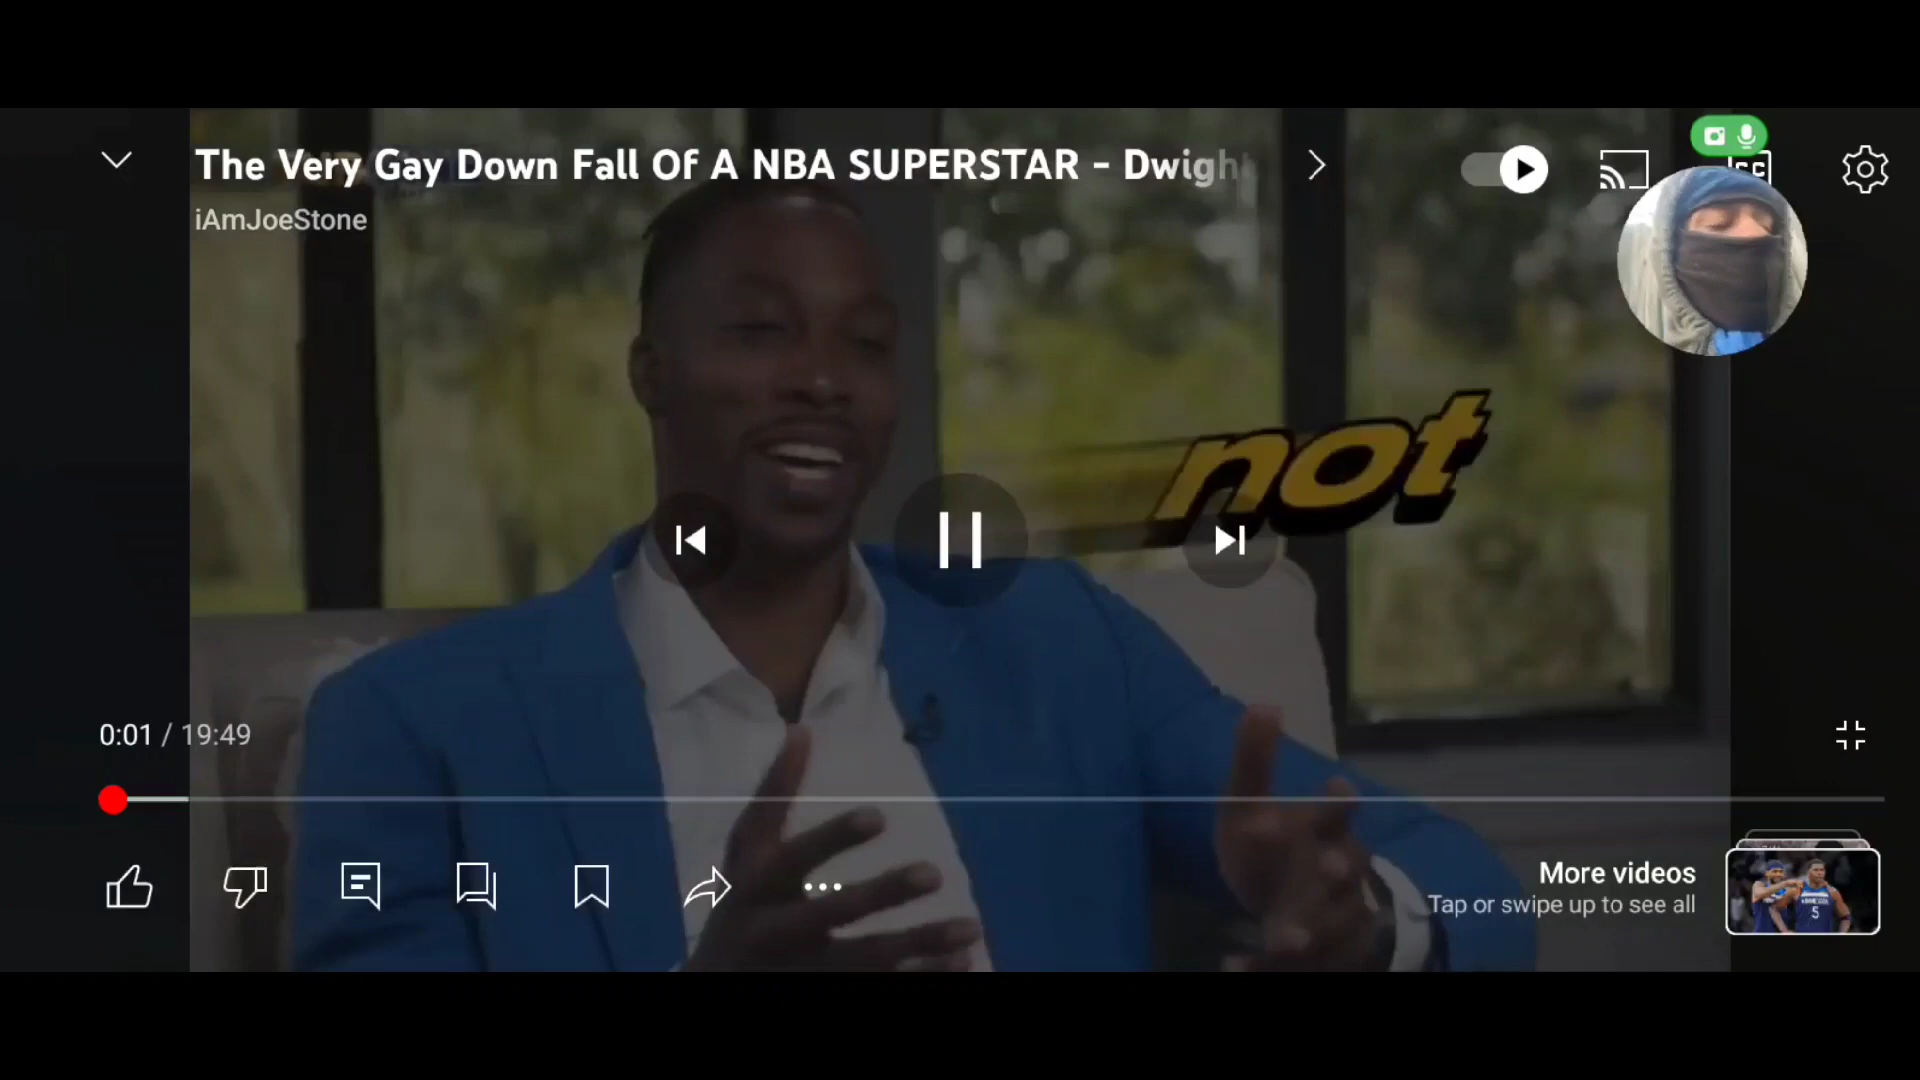 The Very Gay Down Fall Of A NBA SUPERSTAR - Dwigh
iAmJoeStone
not
0:01 / 19:49
More videos
Tap or swipe up to see all
5